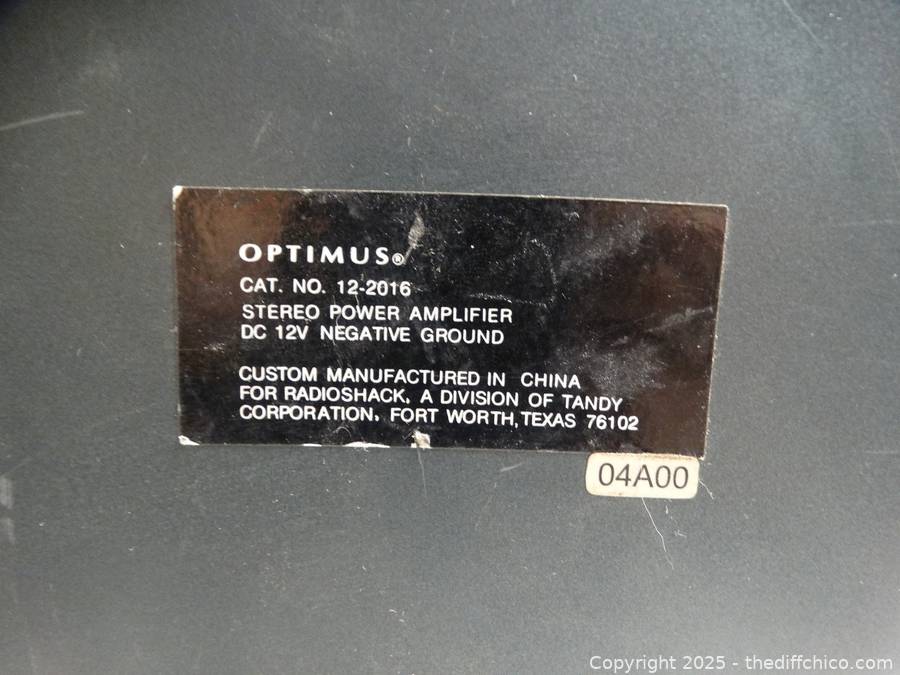 OPTIMUS®
CAT. NO. 12-2016
STEREO POWER AMPLIFIER
DC 12V NEGATIVE GROUND
CUSTOM MANUFACTURED IN CHINA
FOR RADIOSHACK, A DIVISION OF TANDY
CORPORATION, FORT WORTH, TEXAS 76102
04A00
Copyright 2025 - thediffchico.com